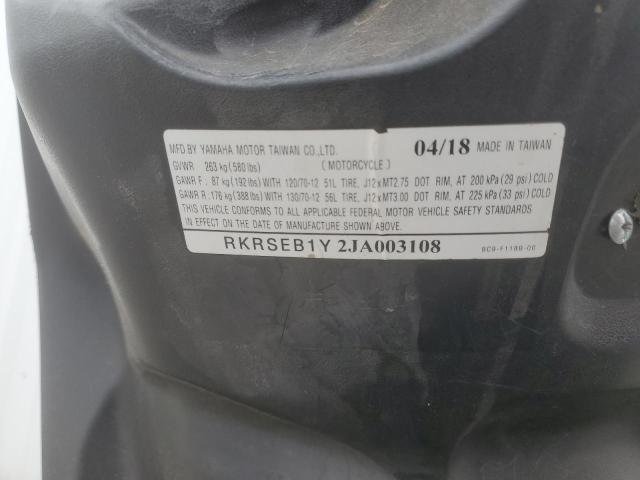 MFD BY YAMAHA MOTOR TAIWAN CO.,LTD. 04/18 MADE IN TAIWAN
GVWR 263 kg (580 lbs) (MOTORCYCLE)
GAWR F : 87 kg (192 lbs) WITH 120/70-12 51L TIRE, J12 x MT2.75 DOT RIM, AT 200 kPa (29 psi) COLD
GAWR R : 176 kg (388 lbs) WITH 130/70-12 56L TIRE, J12 x MT3.00 DOT RIM, AT 225 kPa (33 psi) COLD
THIS VEHICLE CONFORMS TO ALL APPLICABLE FEDERAL MOTOR VEHICLE SAFETY STANDARDS
IN EFFECT ON THE DATE OF MANUFACTURE SHOWN ABOVE.
RKRSEB1Y 2JA003108 BC9-F118B-00